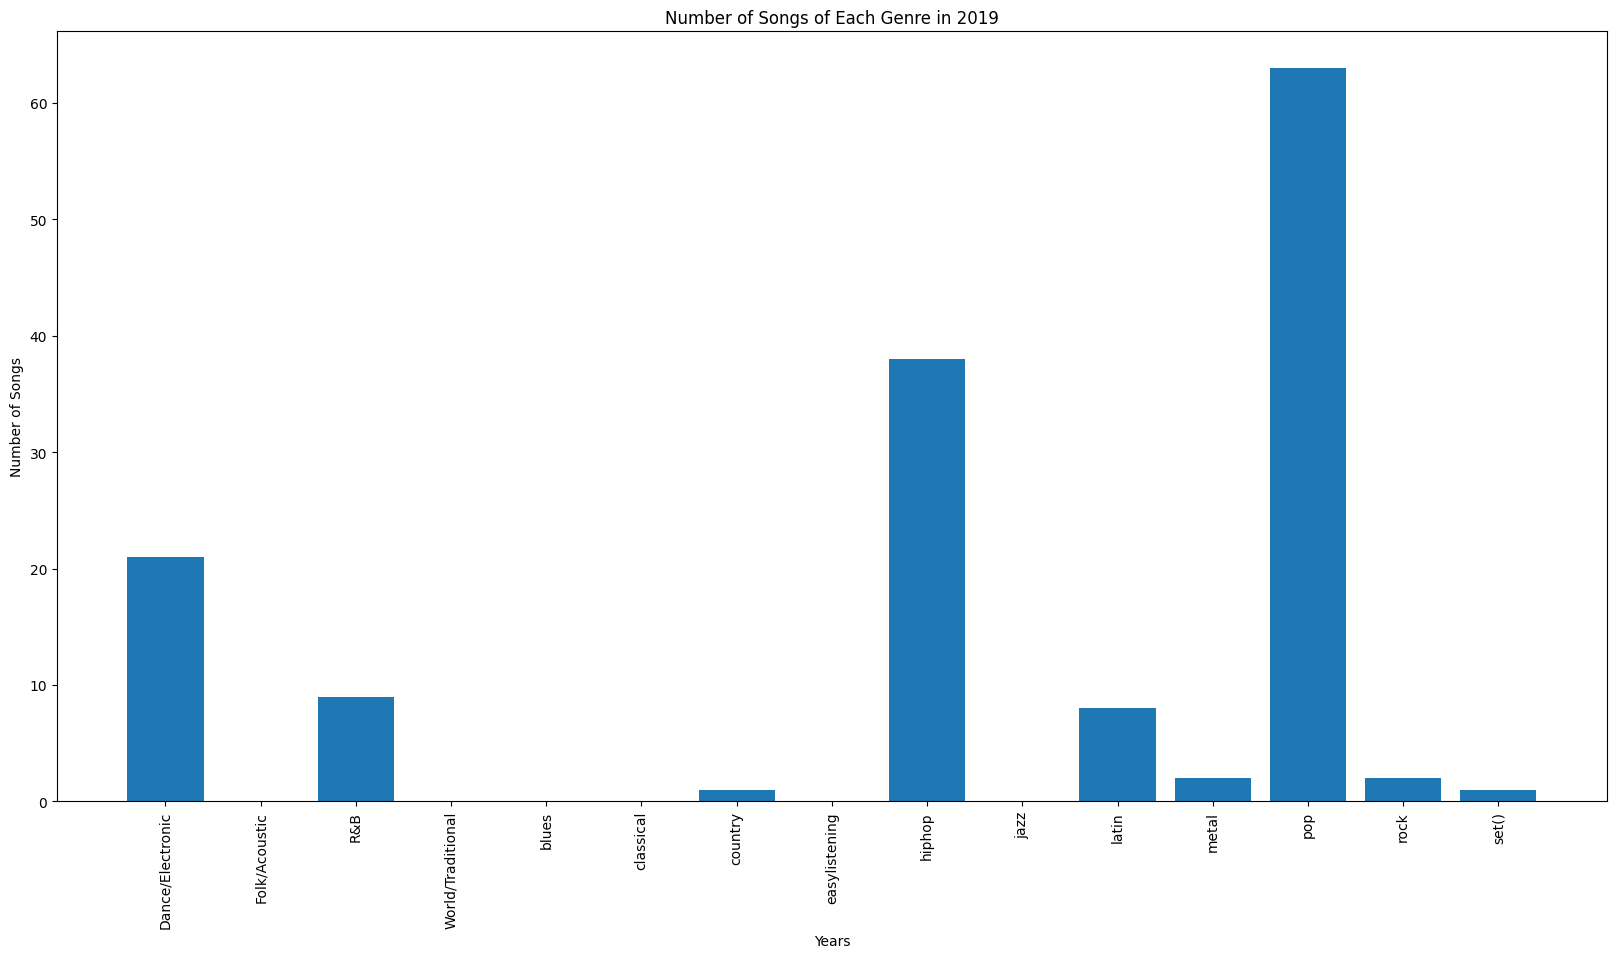 Number of Songs of Each Genre in 2019
Number of Songs
60
50
40
30
20
10
0
Dance/Electronic
Folk/Acoustic
R&B
World/Traditional
blues
classical
country
easylistening
hiphop
jazz
latin
metal
pop
rock
set()
Years